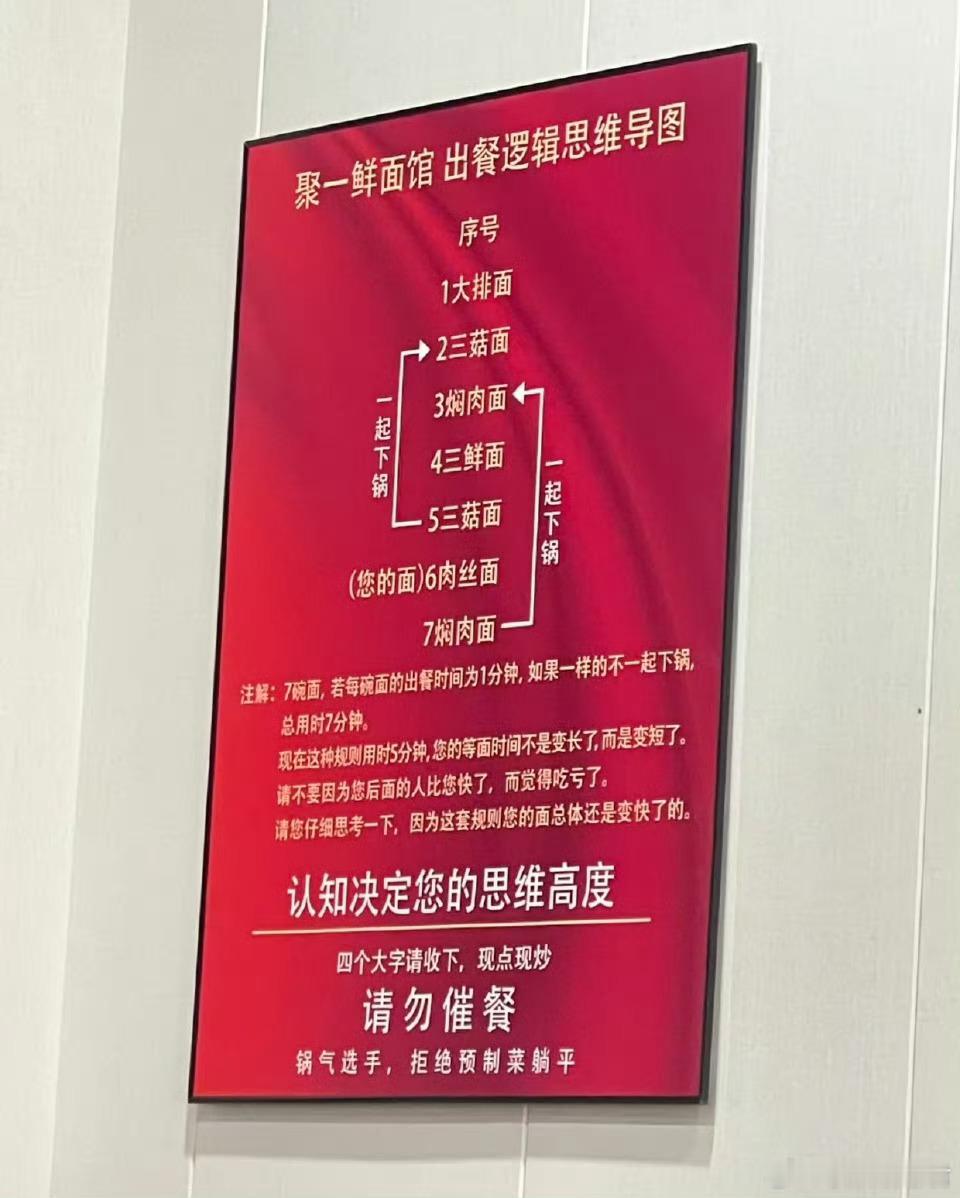 聚一鲜面馆 出餐逻辑思维导图
序号
1大排面
2三菇面
3焖肉面
4三鲜面
5三菇面
(您的面)6肉丝面
7焖肉面
一起下锅
一起下锅
注解：7碗面，若每碗面的出餐时间为1分钟，如果一样的不一起下锅，
总用时7分钟。
现在这种规则用时5分钟，您的等面时间不是变长了，而是变短了。
请不要因为您后面的人比您快了，而觉得吃亏了。
请您仔细思考一下，因为这套规则您的面总体还是变快了的。
认知决定您的思维高度
四个大字请收下，现点现炒
请勿催餐
锅气选手，拒绝预制菜躺平